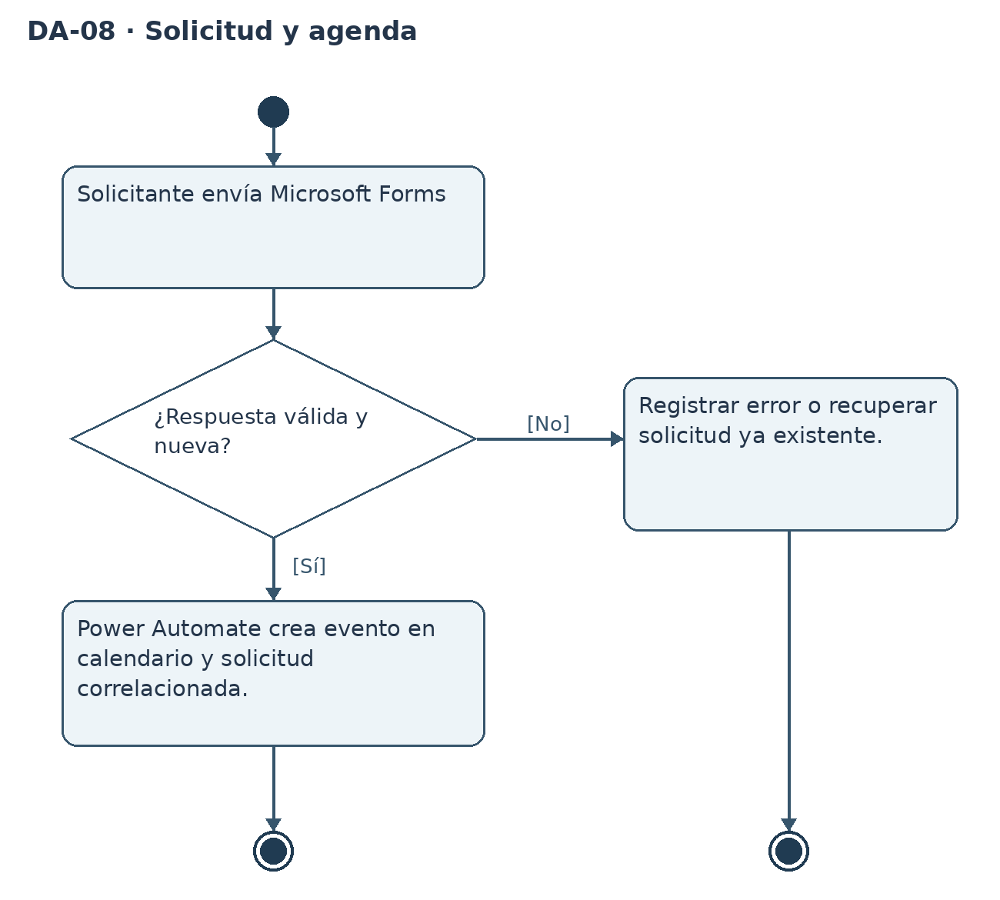 DA-08 · Solicitud y agenda
Solicitante envía Microsoft Forms
¿Respuesta válida y
nueva?
[No]
Registrar error o recuperar
solicitud ya existente.
[Sí]
Power Automate crea evento en
calendario y solicitud
correlacionada.